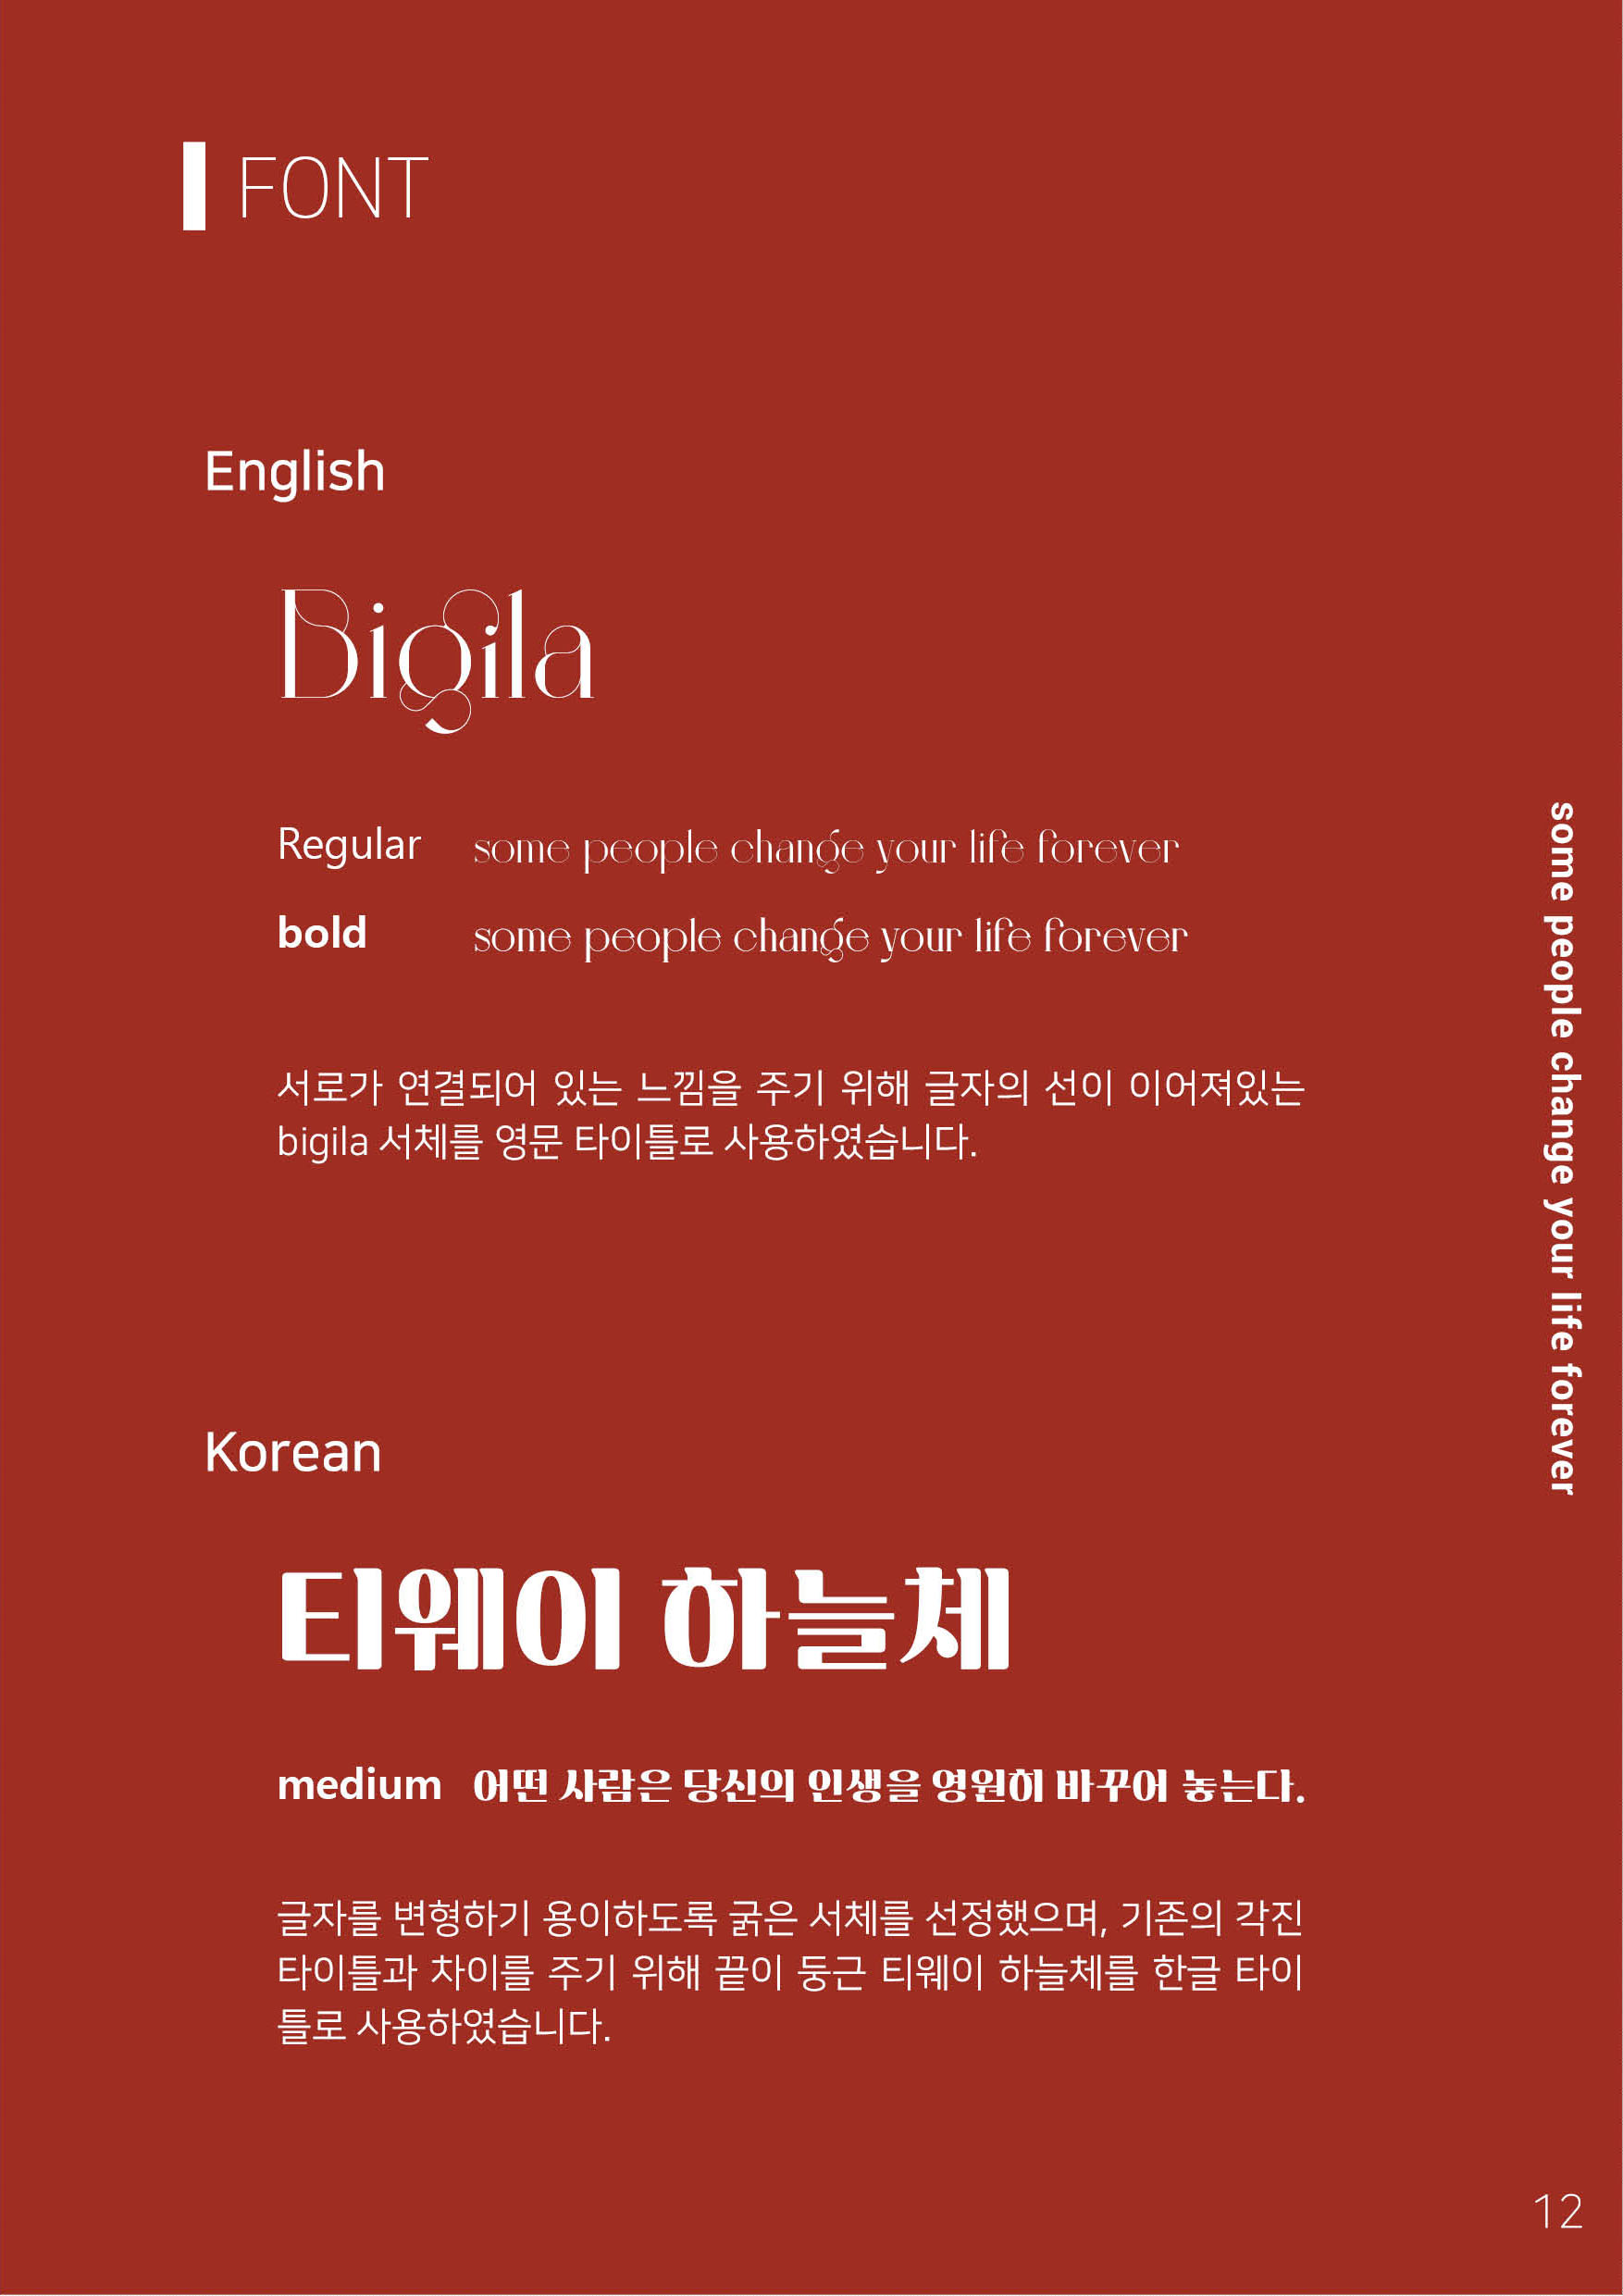 FONT
English
Bigila
Regular some people change your life forever
bold some people change your life forever
서로가 연결되어 있는 느낌을 주기 위해 글자의 선이 이어져있는
bigila 서체를 영문 타이틀로 사용하였습니다.
some people change your life forever
Korean
티웨이 하늘체
medium 어떤 사람은 당신의 인생을 영원히 바꾸어 놓는다.
글자를 변형하기 용이하도록 굵은 서체를 선정했으며, 기존의 각진
타이틀과 차이를 주기 위해 끝이 둥근 티웨이 하늘체를 한글 타이
틀로 사용하였습니다.
12